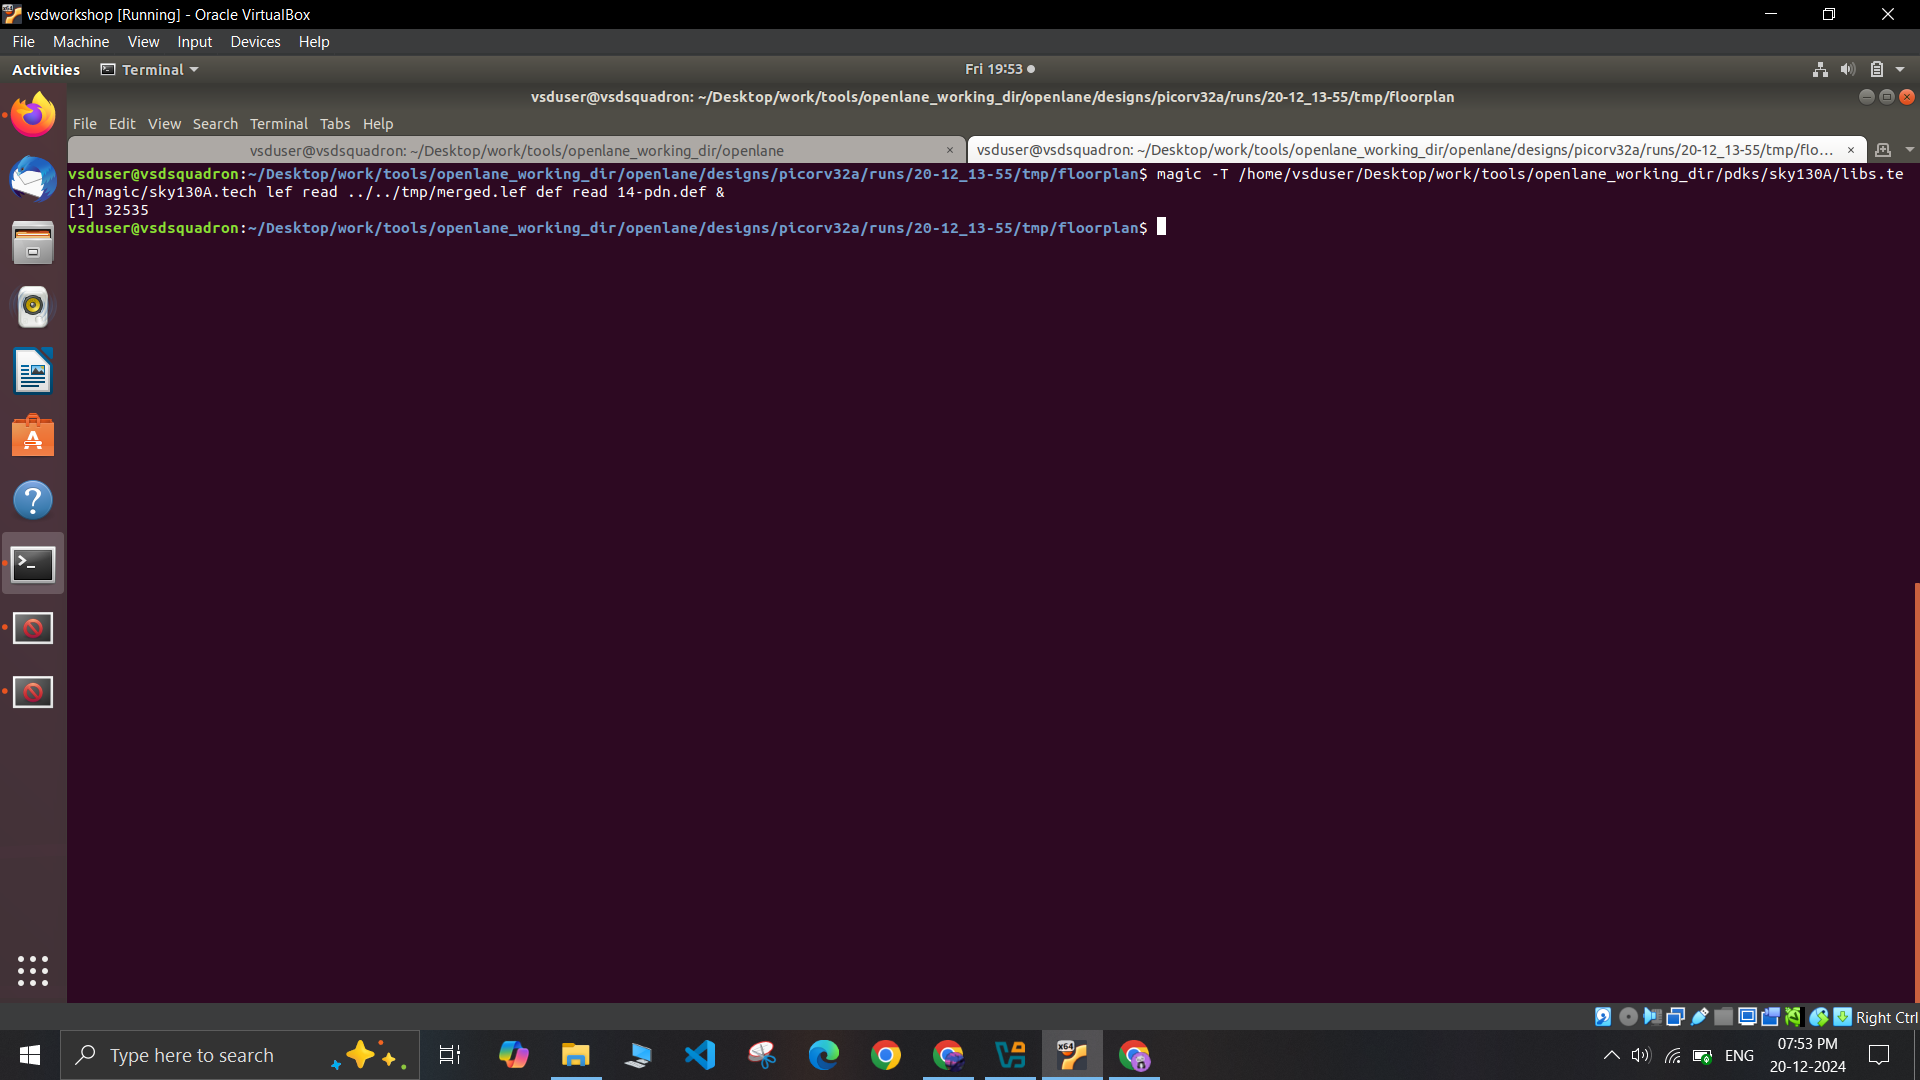 vsdworkshop [Running] - Oracle VirtualBox
File Machine View Input Devices Help
Activities Terminal Fri 19:53
vsduser@vsdsquadron: ~/Desktop/work/tools/openlane_working_dir/openlane/designs/picorv32a/runs/20-12_13-55/tmp/floorplan
File Edit View Search Terminal Tabs Help
vsduser@vsdsquadron: ~/Desktop/work/tools/openlane_working_dir/openlane × vsduser@vsdsquadron: ~/Desktop/work/tools/openlane_working_dir/openlane/designs/picorv32a/runs/20-12_13-55/tmp/flo... ×
vsduser@vsdsquadron:~/Desktop/work/tools/openlane_working_dir/openlane/designs/picorv32a/runs/20-12_13-55/tmp/floorplan$ magic -T /home/vsduser/Desktop/work/tools/openlane_working_dir/pdks/sky130A/libs.te
ch/magic/sky130A.tech lef read ../../tmp/merged.lef def read 14-pdn.def &
[1] 32535
vsduser@vsdsquadron:~/Desktop/work/tools/openlane_working_dir/openlane/designs/picorv32a/runs/20-12_13-55/tmp/floorplan$
Right Ctrl
Type here to search
x64
ENG
07:53 PM
20-12-2024